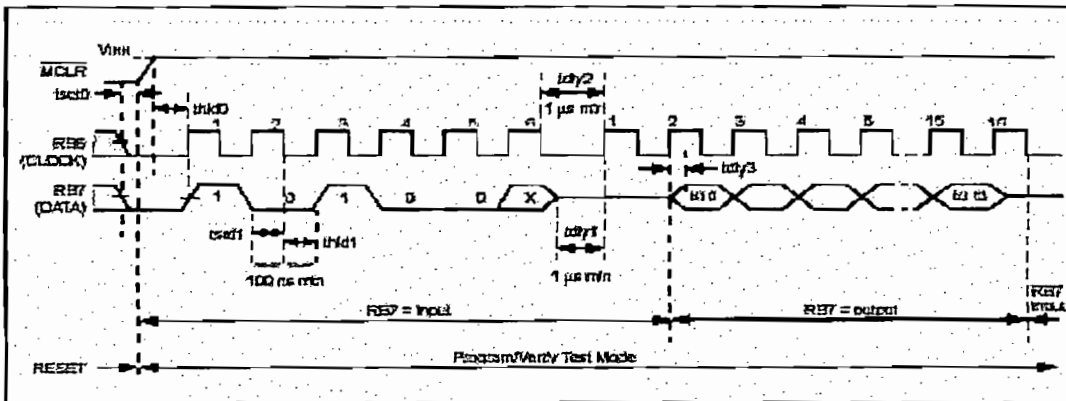 VIHH
MCLR
tset0
thld0
tdly2
1 µs min
1 2 3 4 5 6 1 2 3 4 5 15 16
RB6
(CLOCK)
tdly3
RB7
(DATA)
1 0 1 0 0 X
tset1
thld1
tdly1
100 ns min
1 µs min
RB7 = input
RB7 = output
RB7
input
RESET
Program/Verify Test Mode